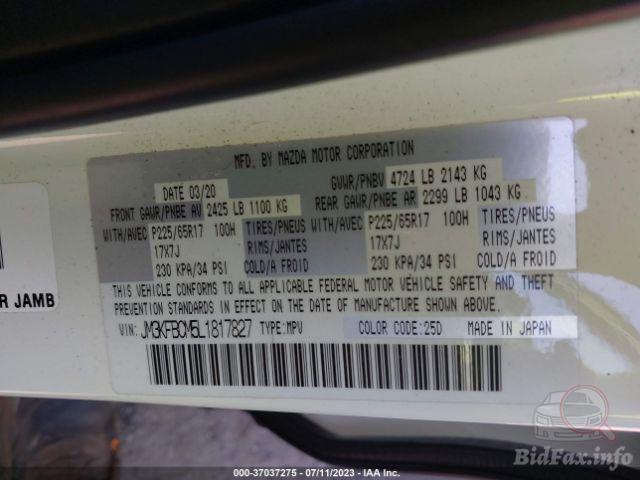 MFD. BY MAZDA MOTOR CORPORATION
DATE 03/20 GVWR/PNBV 4724 LB 2143 KG
FRONT GAWR/PNBE AV 2425 LB 1100 KG REAR GAWR/PNBE AR 2299 LB 1043 KG
WITH/AVEC P225/65R17 100H TIRES/PNEUS WITH/AVEC P225/65R17 100H TIRES/PNEUS
17X7J RIMS/JANTES 17X7J RIMS/JANTES
230 KPA/34 PSI COLD/A FROID 230 KPA/34 PSI COLD/A FROID
THIS VEHICLE CONFORMS TO ALL APPLICABLE FEDERAL MOTOR VEHICLE SAFETY AND THEFT
PREVENTION STANDARDS IN EFFECT ON THE DATE OF MANUFACTURE SHOWN ABOVE.
VIN: JM3KFBCM5L1817827 TYPE:MPV COLOR CODE:25D MADE IN JAPAN
R JAMB
000-37037275 - 07/11/2023 - IAA Inc.
BidFax.info